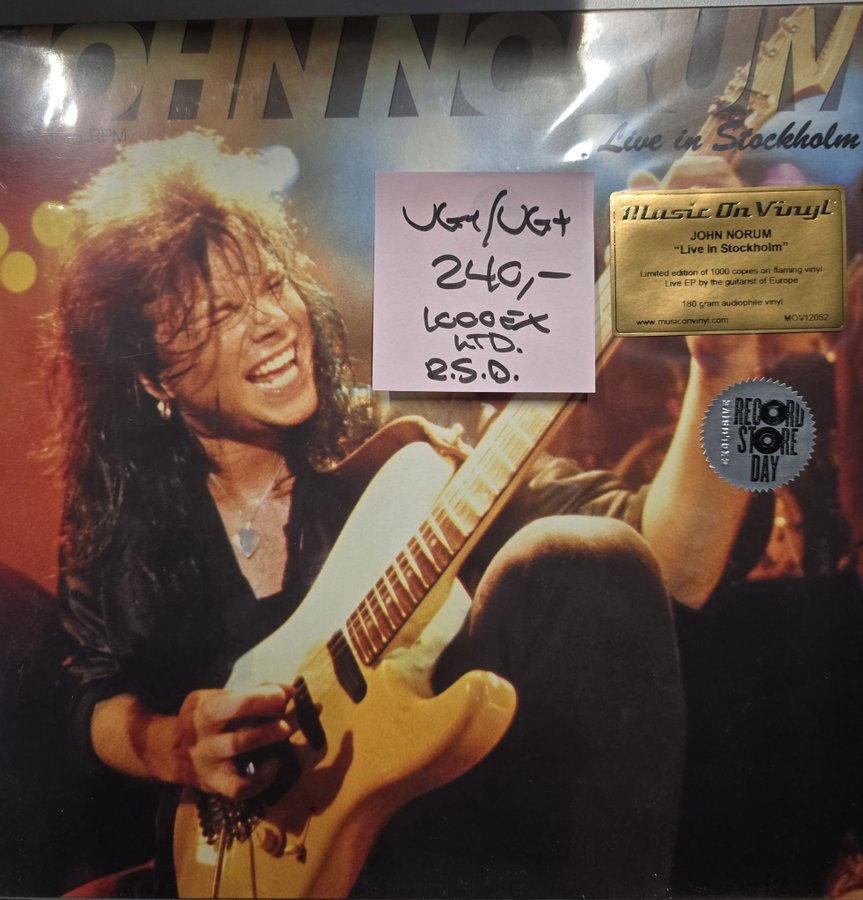 JOHN NORUM
RPM
Live in Stockholm
VG+/VG+
240,-
1000 EX
LTD.
R.S.D.
Music On Vinyl
JOHN NORUM
"Live in Stockholm"
Limited edition of 1000 copies on flaming vinyl
Live EP by the guitarist of Europe
180 gram audiophile vinyl
www.musiconvinyl.com MOV12052
EXCLUSIVE
RECORD
STORE
DAY